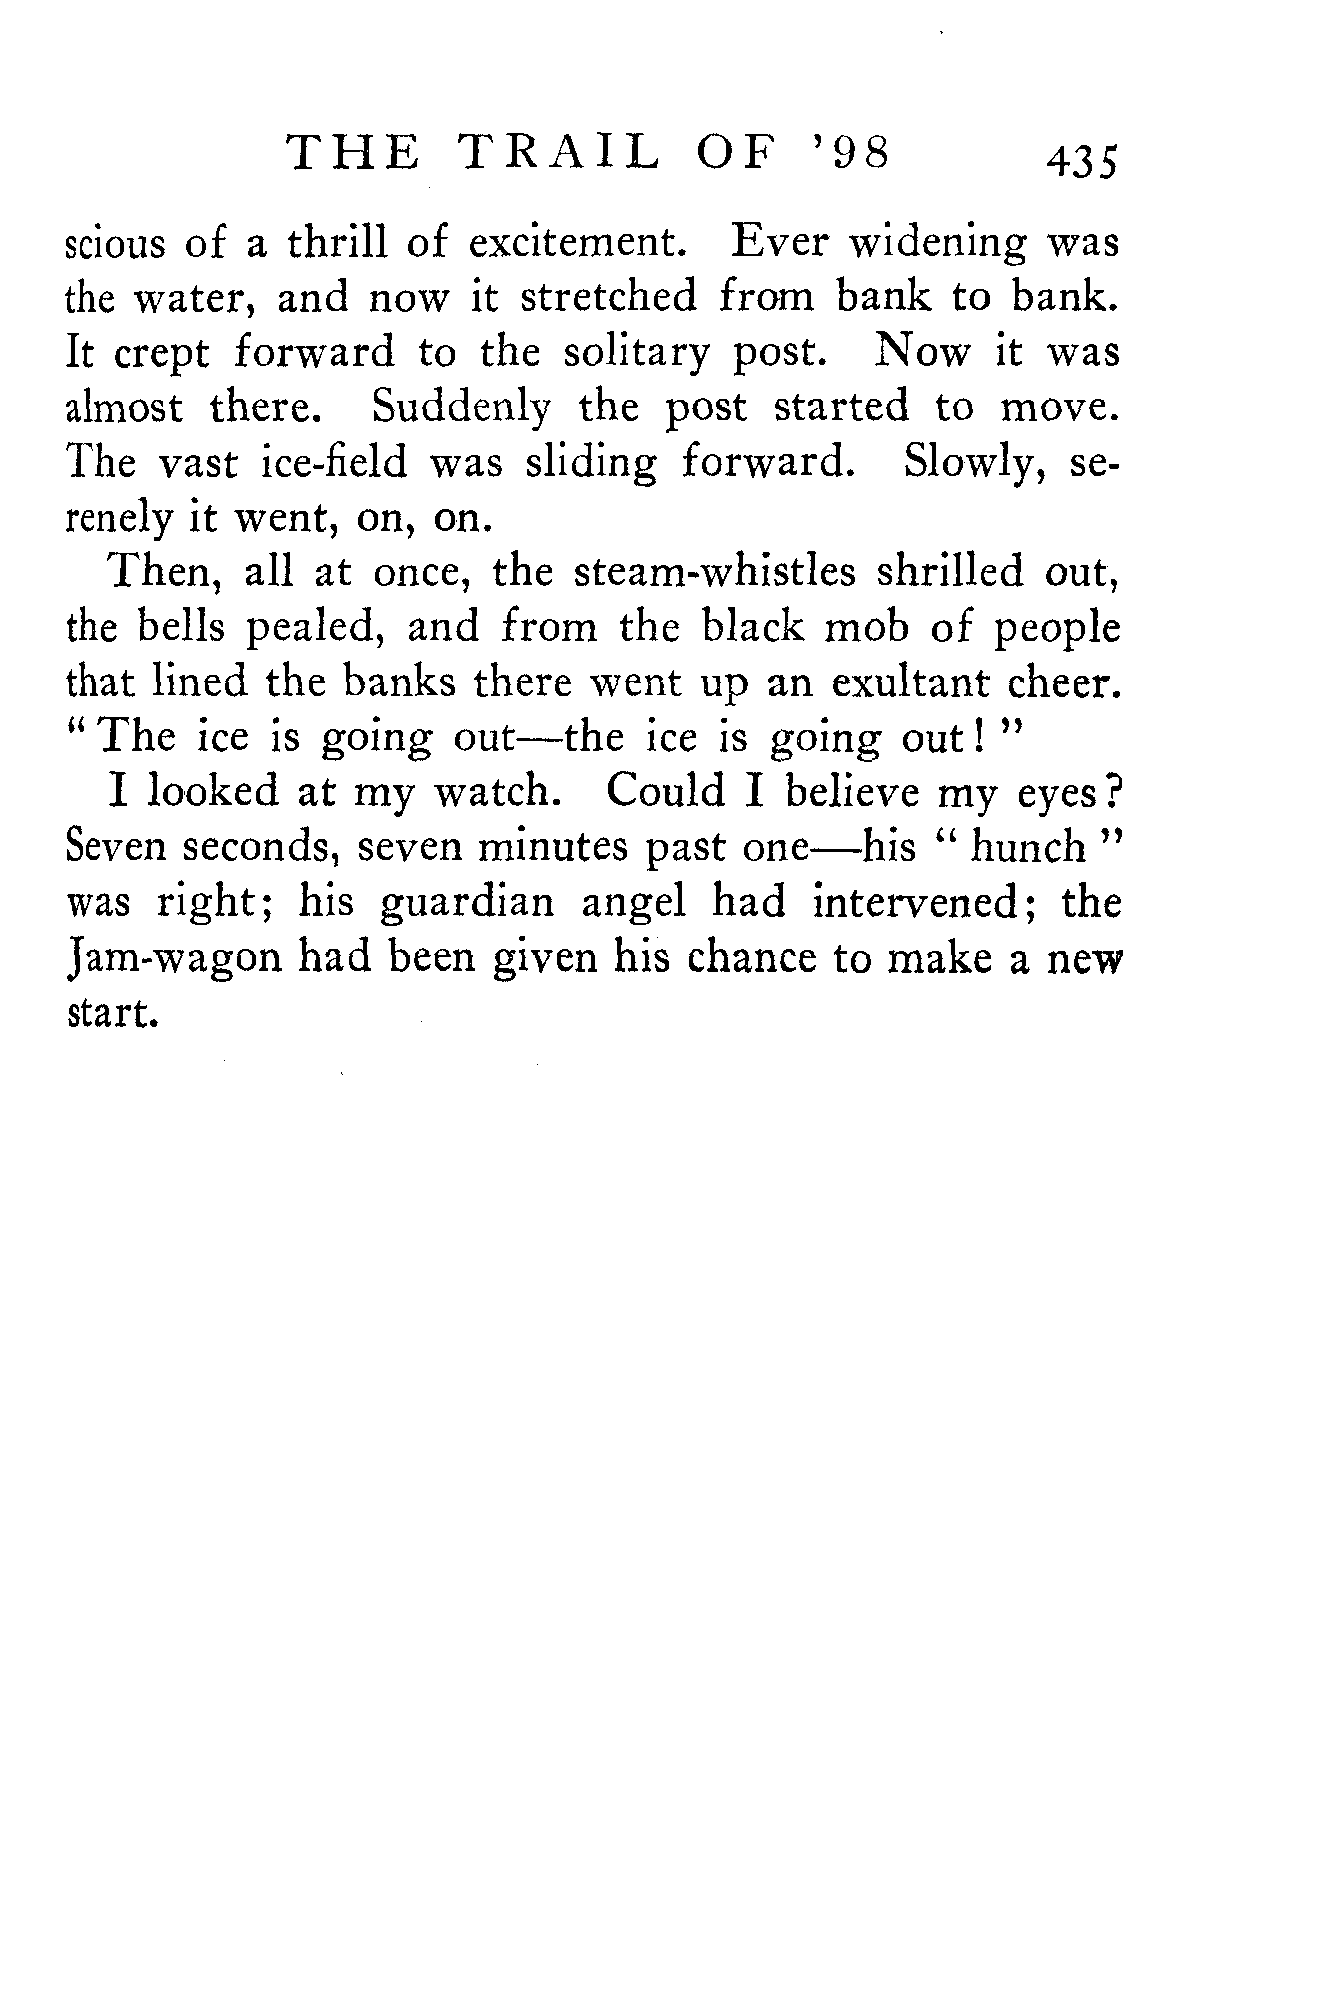 THE TRAIL OF '98 435
scious of a thrill of excitement. Ever widening was
the water, and now it stretched from bank to bank.
It crept forward to the solitary post. Now it was
almost there. Suddenly the post started to move.
The vast ice-field was sliding forward. Slowly, se-
renely it went, on, on.
Then, all at once, the steam-whistles shrilled out,
the bells pealed, and from the black mob of people
that lined the banks there went up an exultant cheer.
" The ice is going out—the ice is going out! "
I looked at my watch. Could I believe my eyes?
Seven seconds, seven minutes past one—his " hunch "
was right; his guardian angel had intervened; the
Jam-wagon had been given his chance to make a new
start.